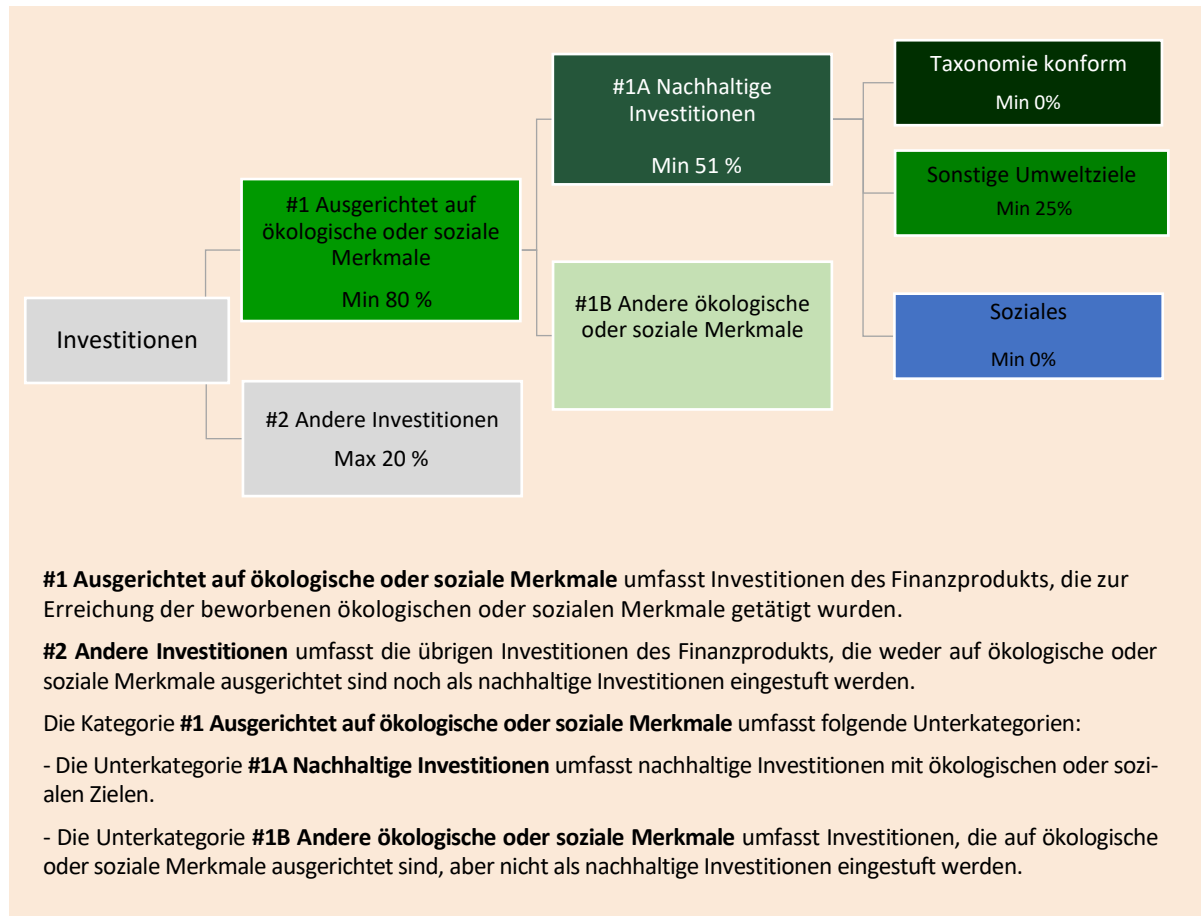 Investitionen
#1 Ausgerichtet auf
ökologische oder soziale
Merkmale
Min 80 %
#2 Andere Investitionen
Max 20 %
#1A Nachhaltige
Investitionen
Min 51 %
#1B Andere ökologische
oder soziale Merkmale
Taxonomie konform
Min 0%
Sonstige Umweltziele
Min 25%
Soziales
Min 0%
#1 Ausgerichtet auf ökologische oder soziale Merkmale umfasst Investitionen des Finanzprodukts, die zur
Erreichung der beworbenen ökologischen oder sozialen Merkmale getätigt wurden.
#2 Andere Investitionen umfasst die übrigen Investitionen des Finanzprodukts, die weder auf ökologische oder
soziale Merkmale ausgerichtet sind noch als nachhaltige Investitionen eingestuft werden.
Die Kategorie #1 Ausgerichtet auf ökologische oder soziale Merkmale umfasst folgende Unterkategorien:
- Die Unterkategorie #1A Nachhaltige Investitionen umfasst nachhaltige Investitionen mit ökologischen oder sozi-
alen Zielen.
- Die Unterkategorie #1B Andere ökologische oder soziale Merkmale umfasst Investitionen, die auf ökologische
oder soziale Merkmale ausgerichtet sind, aber nicht als nachhaltige Investitionen eingestuft werden.